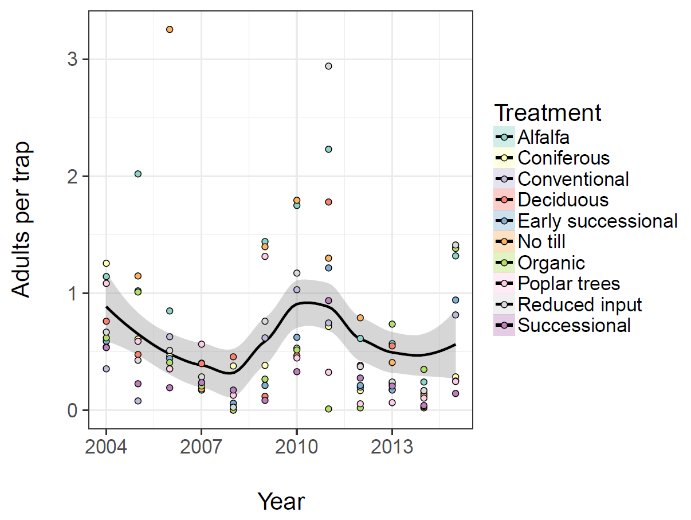 3
2
1
0
Adults per trap
2004
2007
2010
2013
Year
Treatment
Alfalfa
Coniferous
Conventional
Deciduous
Early successional
No till
Organic
Poplar trees
Reduced input
Successional